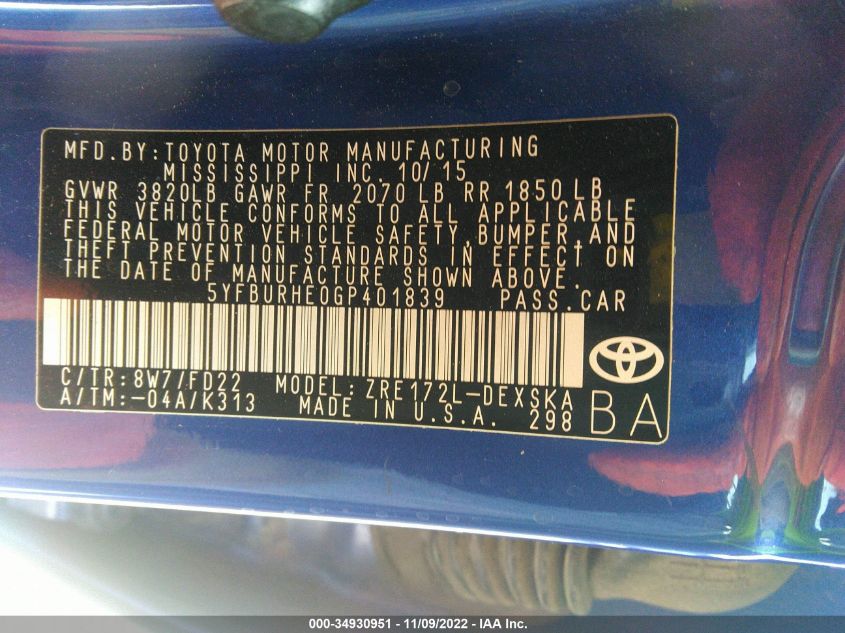 MFD.BY:TOYOTA MOTOR MANUFACTURING
MISSISSIPPI INC. 10/15
GVWR 3820LB GAWR FR 2070 LB RR 1850 LB
THIS VEHICLE CONFORMS TO ALL APPLICABLE
FEDERAL MOTOR VEHICLE SAFETY,BUMPER,AND
THEFT PREVENTION STANDARDS IN EFFECT ON
THE DATE OF MANUFACTURE SHOWN ABOVE.
5YFBURHE0GP401839 PASS.CAR
C/TR:8W7/FD22 MODEL:ZRE172L-DEXSKA
A/TM:-04A/K313 MADE IN U.S.A. 298
BA
000-34930951 - 11/09/2022 - IAA Inc.